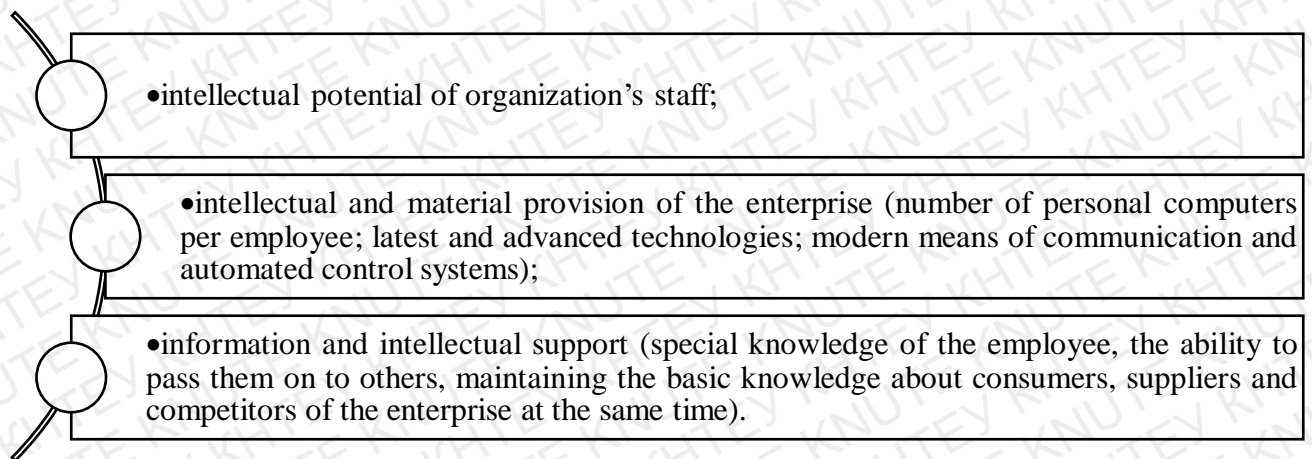 •intellectual potential of organization's staff;
•intellectual and material provision of the enterprise (number of personal computers
per employee; latest and advanced technologies; modern means of communication and
automated control systems);
•information and intellectual support (special knowledge of the employee, the ability to
pass them on to others, maintaining the basic knowledge about consumers, suppliers and
competitors of the enterprise at the same time).